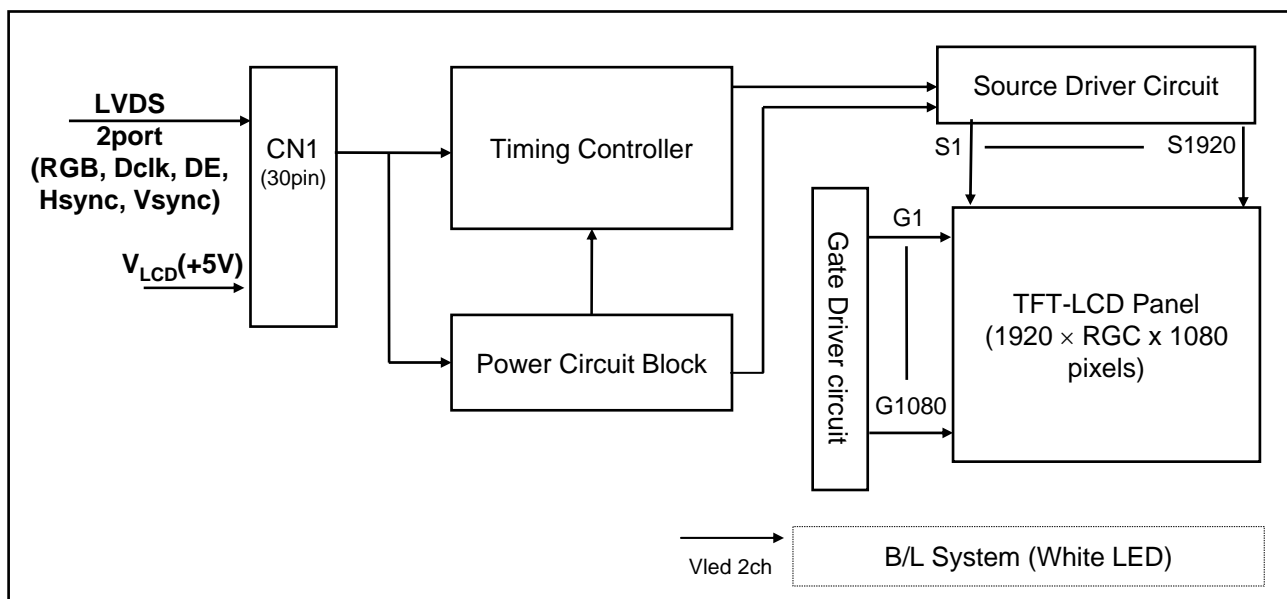 LVDS
2port
(RGB, Dclk, DE,
Hsync, Vsync)
VLCD(+5V)
CN1
(30pin)
Timing Controller
Power Circuit Block
Source Driver Circuit
S1
S1920
Gate Driver circuit
G1
G1080
TFT-LCD Panel
(1920 × RGC x 1080
pixels)
Vled 2ch
B/L System (White LED)